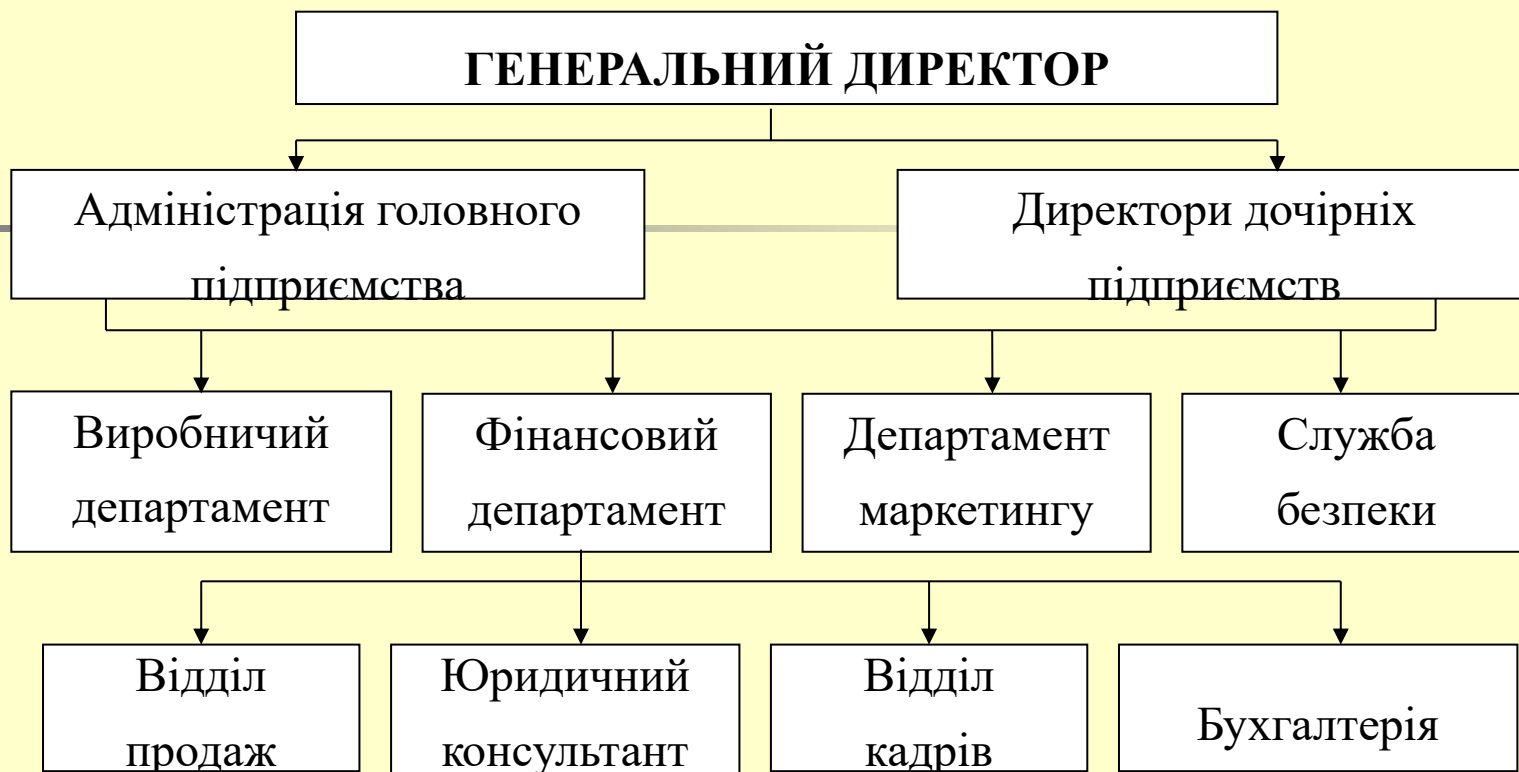 ГЕНЕРАЛЬНИЙ ДИРЕКТОР
Адміністрація головного
підприємства
Директори дочірніх
підприємств
Виробничий
департамент
Фінансовий
департамент
Департамент
маркетингу
Служба
безпеки
Відділ
продаж
Юридичний
консультант
Відділ
кадрів
Бухгалтерія